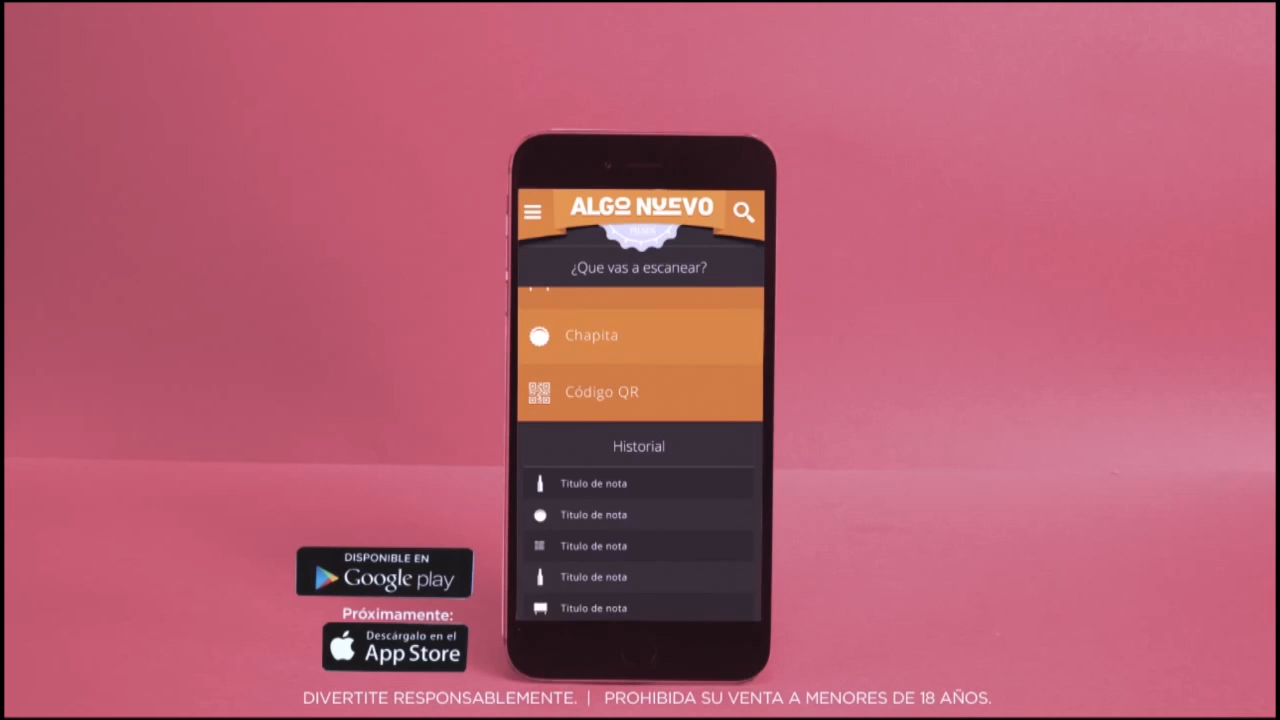 ALGO NUEVO
¿Que vas a escanear?
Chapita
Código QR
Historial
Titulo de nota
Titulo de nota
Titulo de nota
Titulo de nota
Titulo de nota
DISPONIBLE EN
Google play
Próximamente:
Descárgalo en el
App Store
DIVERTITE RESPONSABLEMENTE. | PROHIBIDA SU VENTA A MENORES DE 18 AÑOS.